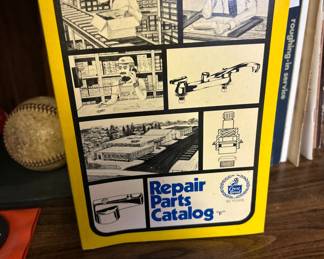 Repair
Parts
Catalog "F"
roughing-in service